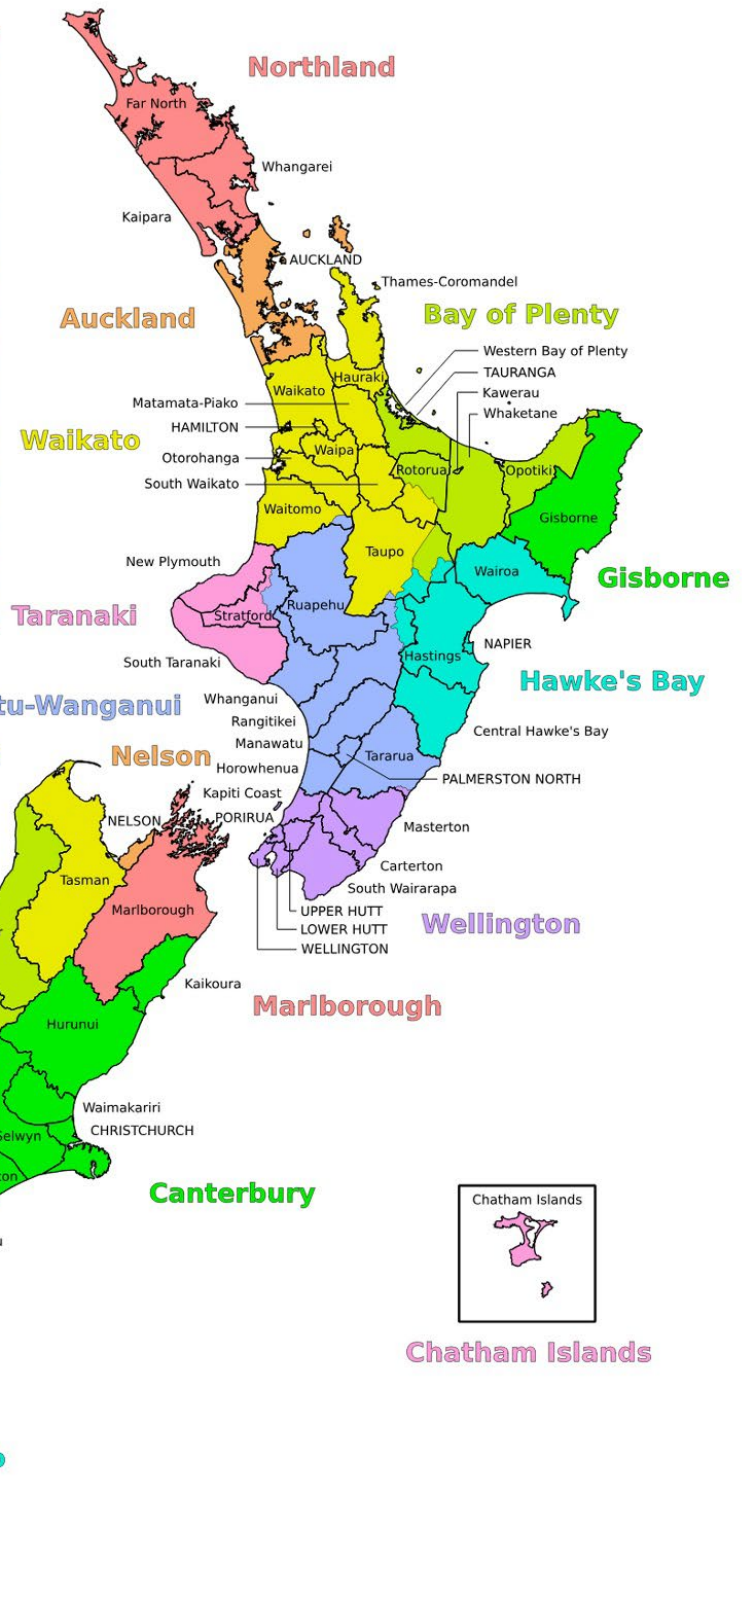 Northland
Far North
Whangarei
Kaipara
AUCKLAND
Thames-Coromandel
Auckland
Bay of Plenty
Western Bay of Plenty
Hauraki
TAURANGA
Waikato
Kawerau
Matamata-Piako
Whaketane
HAMILTON
Waikato
Waipa
Otorohanga
Rotorua
Opotiki
South Waikato
Waitomo
Gisborne
Taupo
New Plymouth
Wairoa
Gisborne
Ruapehu
Taranaki
Stratford
NAPIER
Hastings
South Taranaki
Hawke's Bay
Whanganui
tu-Wanganui
Rangitikei
Central Hawke's Bay
Manawatu
Nelson
Tararua
Horowhenua
PALMERSTON NORTH
Kapiti Coast
NELSON
PORIRUA
Masterton
Carterton
Tasman
South Wairarapa
Marlborough
UPPER HUTT
Wellington
LOWER HUTT
WELLINGTON
Kaikoura
Marlborough
Hurunui
Waimakariri
CHRISTCHURCH
Selwyn
ton
Canterbury
Chatham Islands
u
Chatham Islands
o